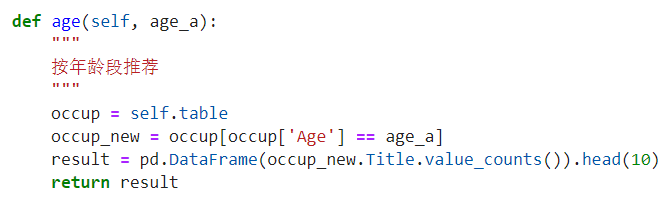 def age(self, age_a):
    """
    按年龄段推荐
    """
    occup = self.table
    occup_new = occup[occup['Age'] == age_a]
    result = pd.DataFrame(occup_new.Title.value_counts()).head(10)
    return result